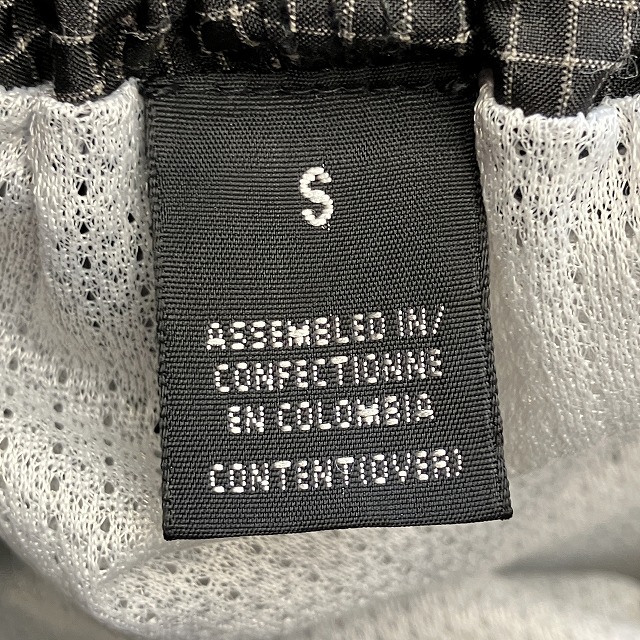 S
ASSEMBLED IN/
CONFECTIONNE
EN COLOMBIA
CONTENT(OVER)